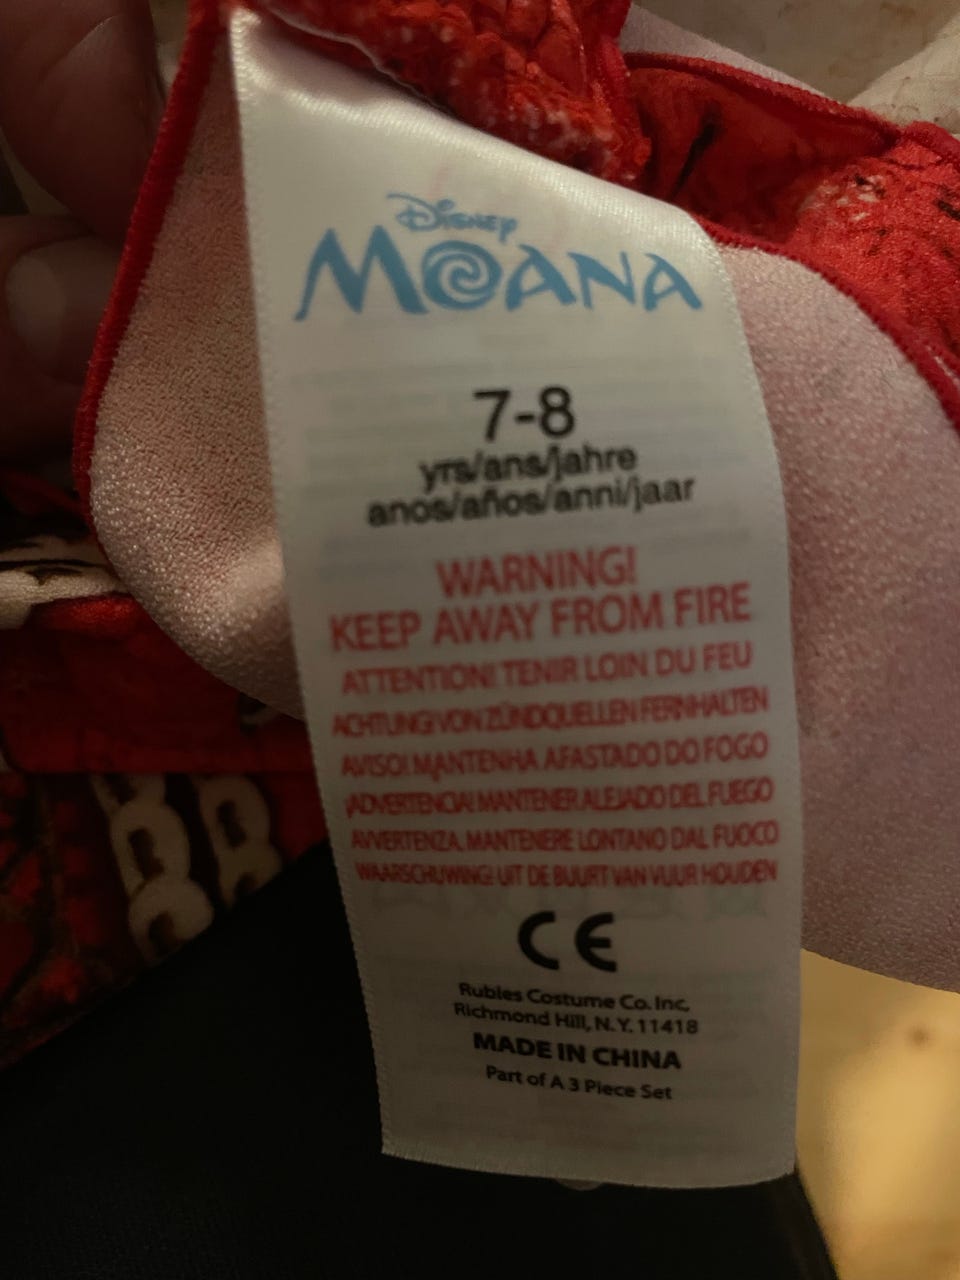 Disney
MOANA
7-8
yrs/ans/jahre
anos/años/anni/jaar
WARNING!
KEEP AWAY FROM FIRE
ATTENTION! TENIR LOIN DU FEU
ACHTUNG! VON ZÜNDQUELLEN FERNHALTEN
AVISO! MANTENHA AFASTADO DO FOGO
¡ADVERTENCIA! MANTENER ALEJADO DEL FUEGO
AVVERTENZA. MANTENERE LONTANO DAL FUOCO
WAARSCHUWING! UIT DE BUURT VAN VUUR HOUDEN
CE
Rubies Costume Co. Inc,
Richmond Hill, N.Y. 11418
MADE IN CHINA
Part of A 3 Piece Set